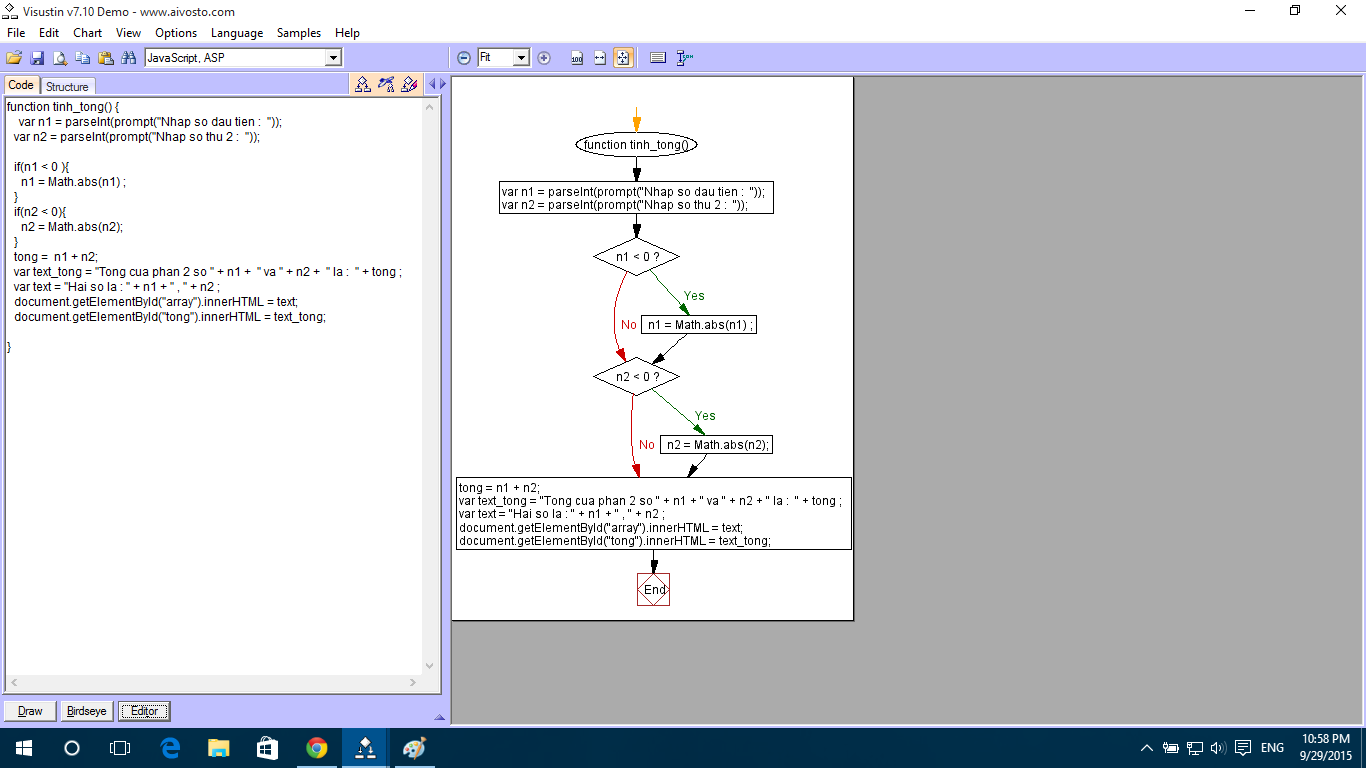 Visustin v7.10 Demo - www.aivosto.com
File Edit Chart View Options Language Samples Help
JavaScript, ASP
Fit
100
Code Structure
function tinh_tong() {
var n1 = parseInt(prompt("Nhap so dau tien :  "));
var n2 = parseInt(prompt("Nhap so thu 2 :  "));
if(n1 < 0 ){
n1 = Math.abs(n1) ;
}
if(n2 < 0){
n2 = Math.abs(n2);
}
tong =  n1 + n2;
var text_tong = "Tong cua phan 2 so " + n1 +  " va " + n2 +  " la :  " + tong ;
var text = "Hai so la : " + n1 + " , " + n2 ;
document.getElementById("array").innerHTML = text;
document.getElementById("tong").innerHTML = text_tong;
}
Draw Birdseye Editor
function tinh_tong()
var n1 = parseInt(prompt("Nhap so dau tien :  "));
var n2 = parseInt(prompt("Nhap so thu 2 :  "));
n1 < 0 ?
Yes
No
n1 = Math.abs(n1) ;
n2 < 0 ?
Yes
No
n2 = Math.abs(n2);
tong = n1 + n2;
var text_tong = "Tong cua phan 2 so " + n1 + " va " + n2 + " la :  " + tong ;
var text = "Hai so la : " + n1 + " , " + n2 ;
document.getElementById("array").innerHTML = text;
document.getElementById("tong").innerHTML = text_tong;
End
ENG
10:58 PM
9/29/2015